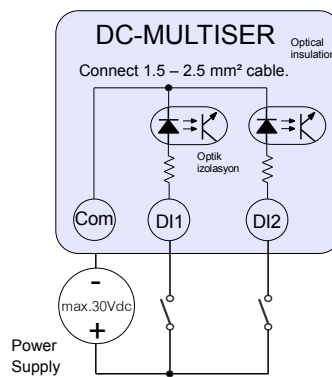 DC-MULTISER
Optical
insulation
Connect 1.5 – 2.5 mm² cable.
Optik
izolasyon
Com
DI1
DI2
-
max.30Vdc
+
Power
Supply